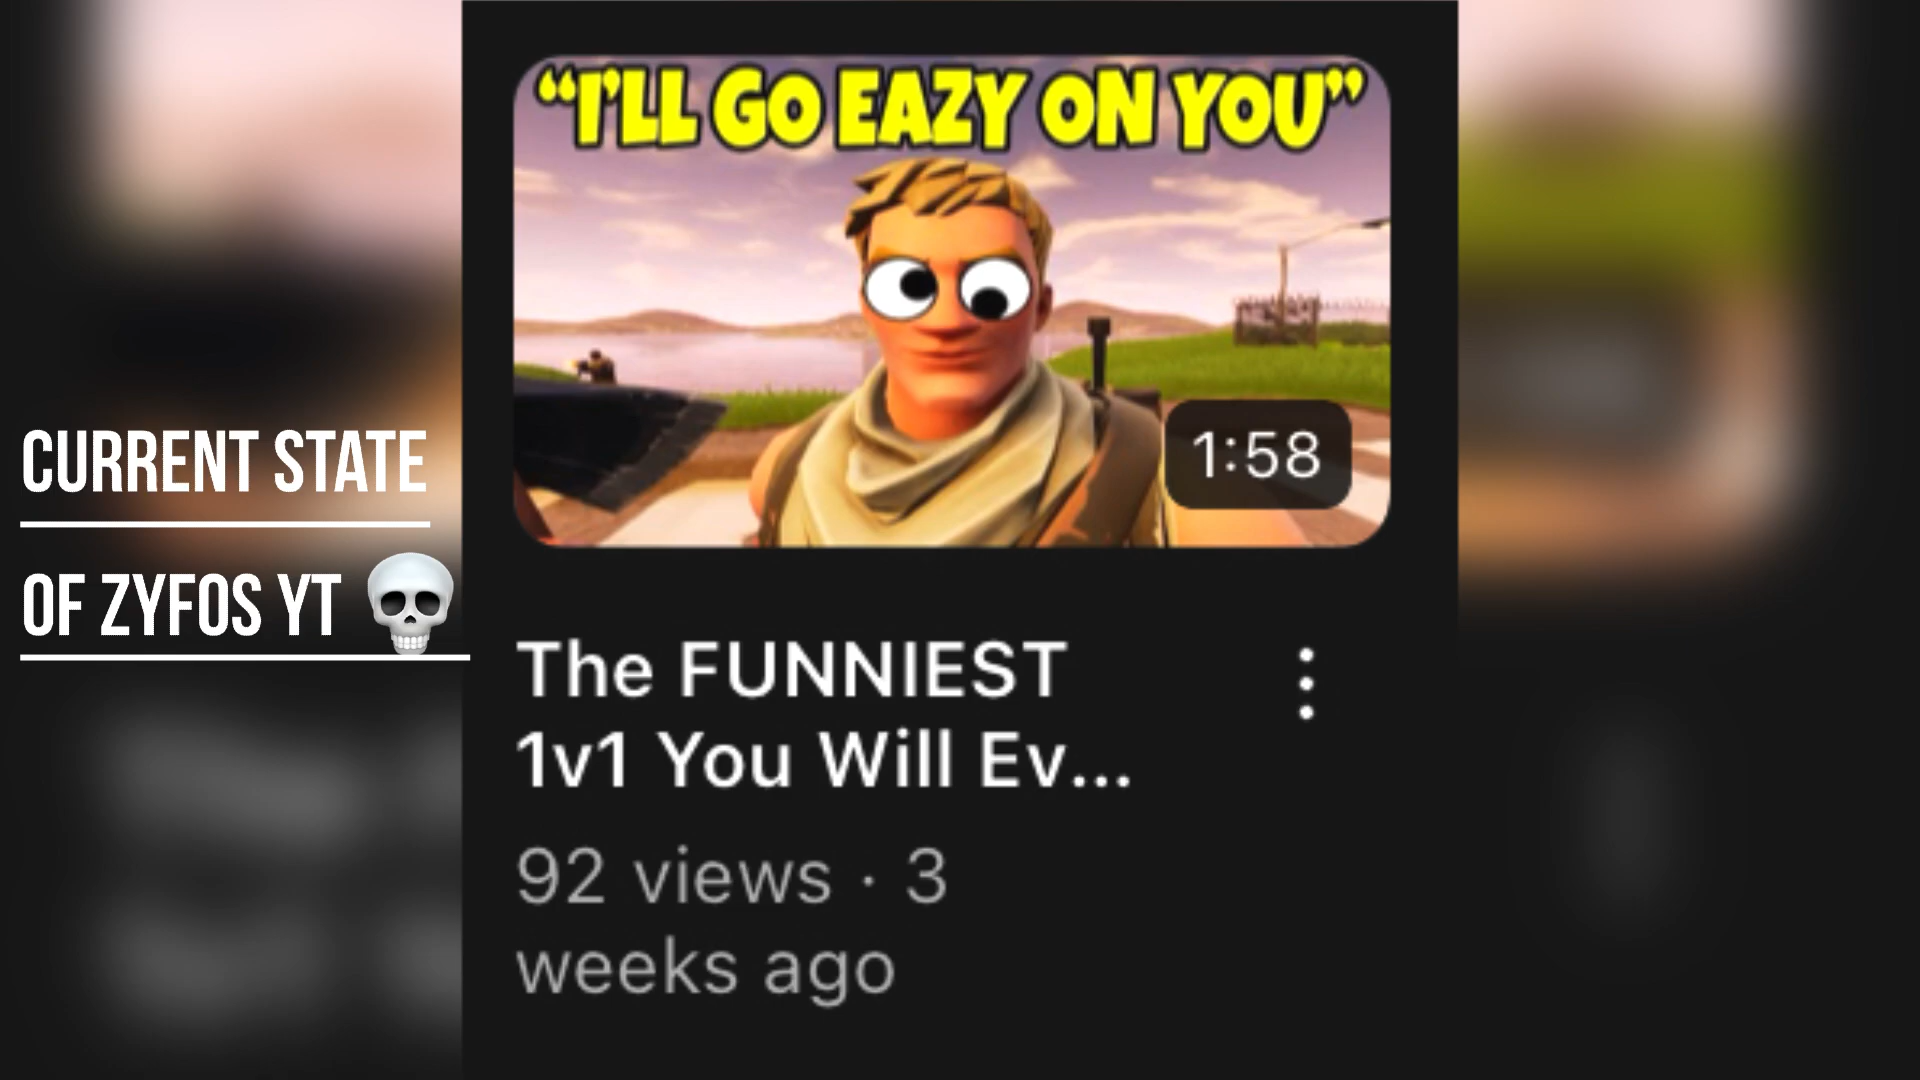 “I’LL GO EAZY ON YOU”
1:58
CURRENT STATE
OF ZYFOS YT 💀
The FUNNIEST
1v1 You Will Ev...
92 views · 3
weeks ago